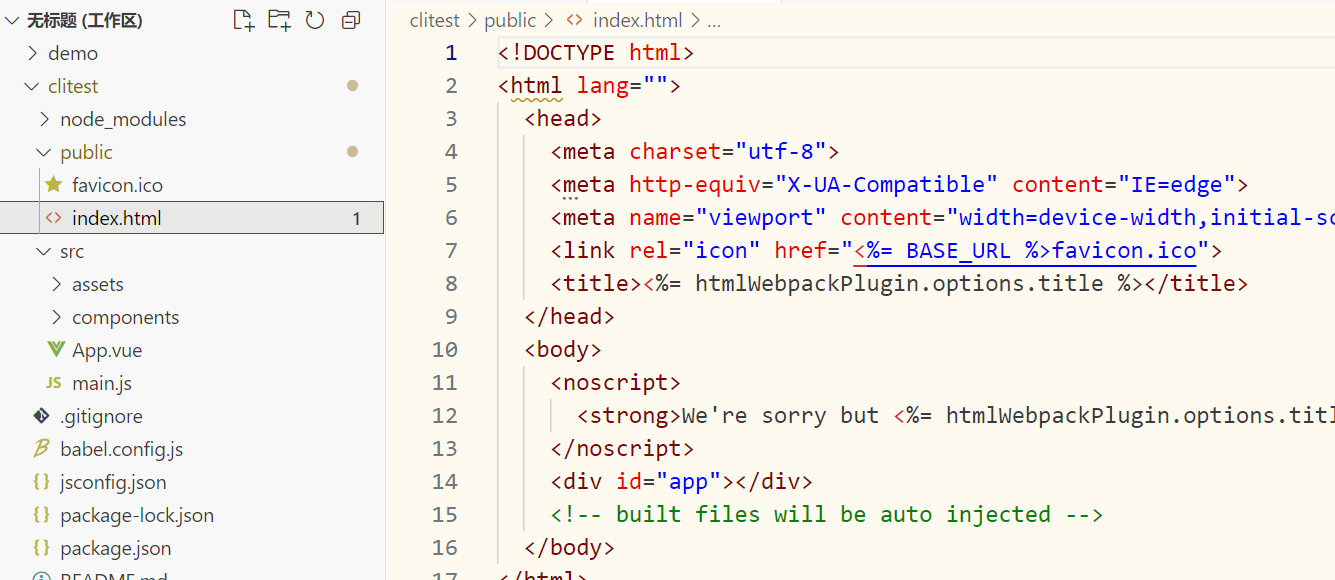 无标题 (工作区)
demo
clitest
node_modules
public
favicon.ico
index.html 1
src
assets
components
App.vue
JS main.js
.gitignore
babel.config.js
{} jsconfig.json
{} package-lock.json
{} package.json
README.md
clitest > public > <> index.html > ...
1 <!DOCTYPE html>
2 <html lang="">
3 <head>
4 <meta charset="utf-8">
5 <meta http-equiv="X-UA-Compatible" content="IE=edge">
6 <meta name="viewport" content="width=device-width,initial-sc
7 <link rel="icon" href="<%= BASE_URL %>favicon.ico">
8 <title><%= htmlWebpackPlugin.options.title %></title>
9 </head>
10 <body>
11 <noscript>
12 <strong>We're sorry but <%= htmlWebpackPlugin.options.titl
13 </noscript>
14 <div id="app"></div>
15 <!-- built files will be auto injected -->
16 </body>
17 </html>